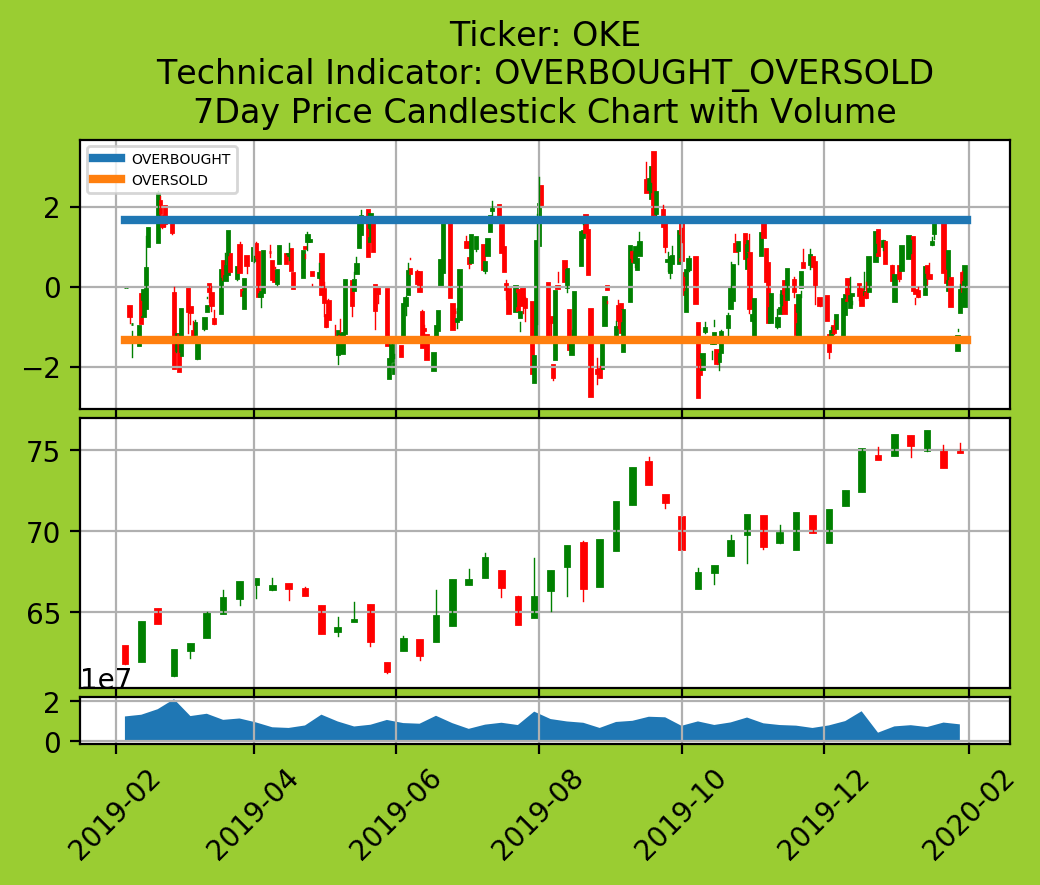 Ticker: OKE
Technical Indicator: OVERBOUGHT_OVERSOLD
7Day Price Candlestick Chart with Volume
OVERBOUGHT
OVERSOLD
2
0
−2
75
70
65
1e7
2
0
2019-02
2019-04
2019-06
2019-08
2019-10
2019-12
2020-02